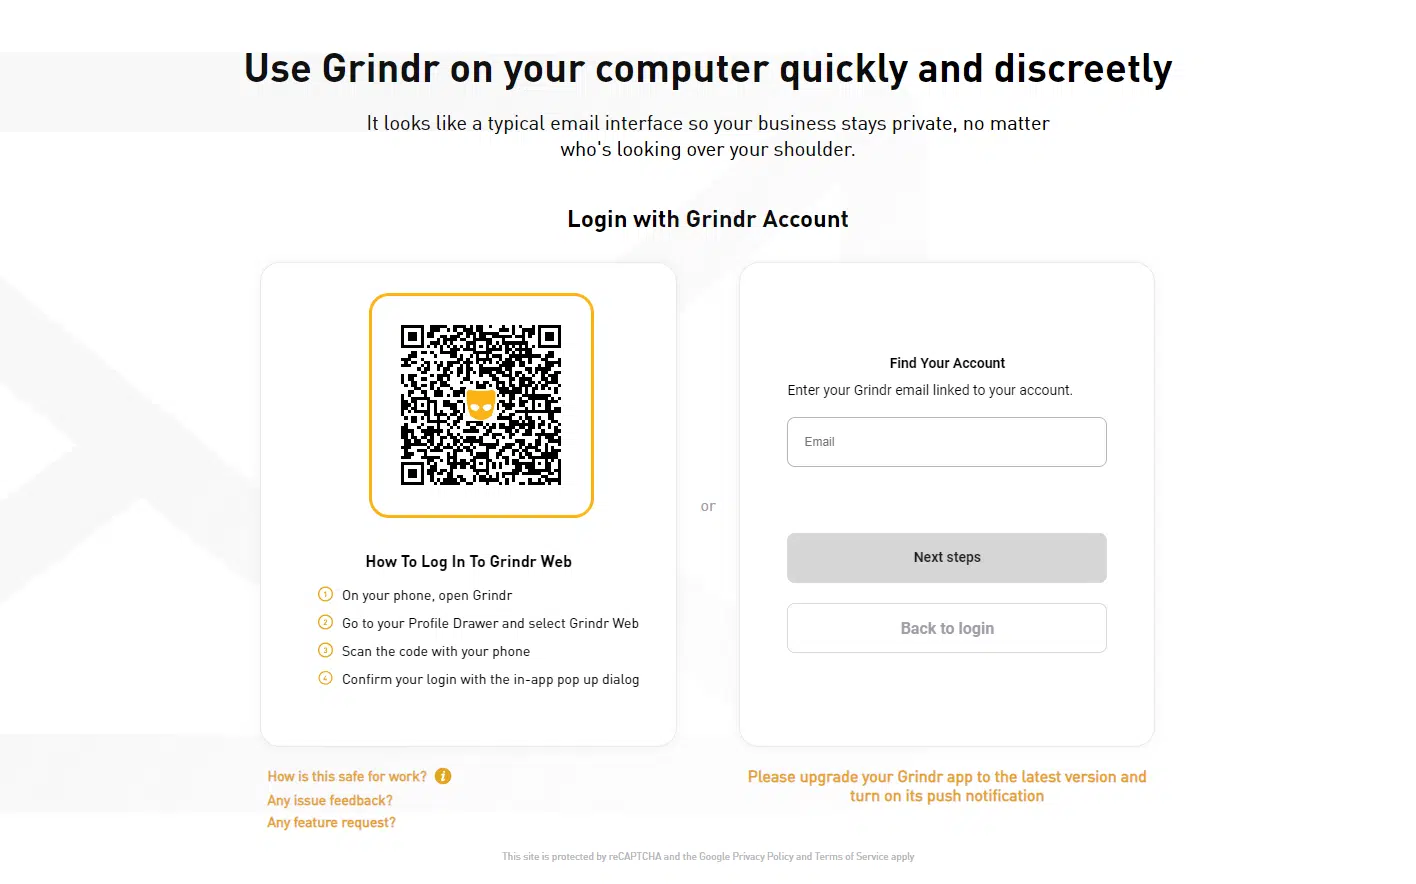 Use Grindr on your computer quickly and discreetly
It looks like a typical email interface so your business stays private, no matter
who's looking over your shoulder.
Login with Grindr Account
How To Log In To Grindr Web
1 On your phone, open Grindr
2 Go to your Profile Drawer and select Grindr Web
3 Scan the code with your phone
4 Confirm your login with the in-app pop up dialog
or
Find Your Account
Enter your Grindr email linked to your account.
Email
Next steps
Back to login
How is this safe for work? i
Any issue feedback?
Any feature request?
Please upgrade your Grindr app to the latest version and
turn on its push notification
This site is protected by reCAPTCHA and the Google Privacy Policy and Terms of Service apply